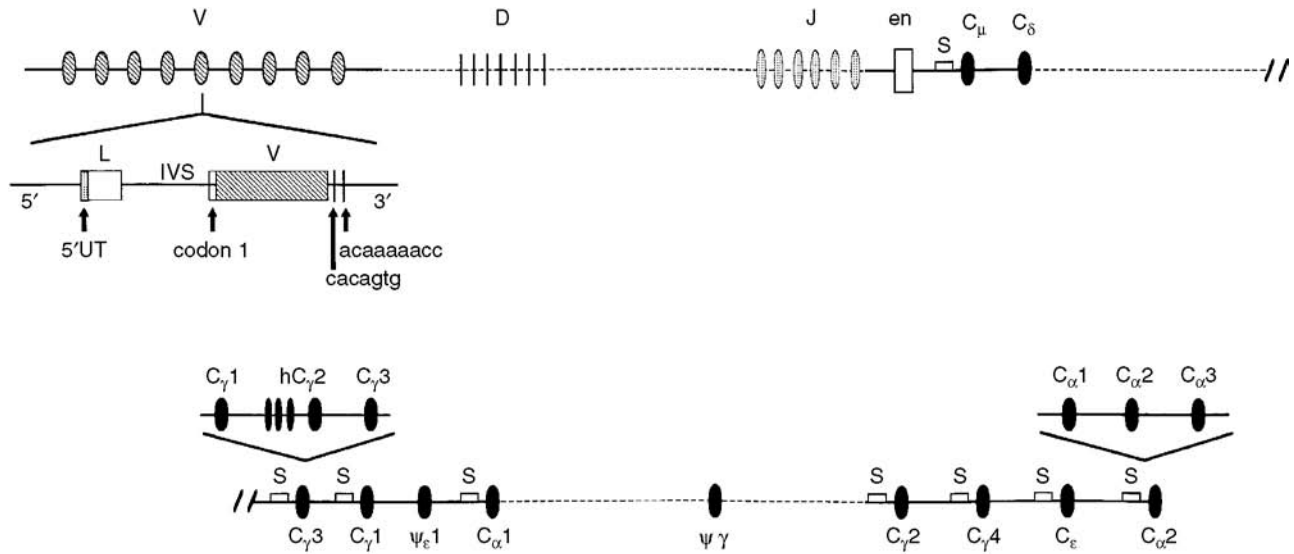 V D J en S Cμ Cδ
L IVS V
5′ 3′
5′UT codon 1 acaaaaacc
cacagtg
Cγ1 hCγ2 Cγ3 Cα1 Cα2 Cα3
S S S S S S S
Cγ3 Cγ1 ψε1 Cα1 ψγ Cγ2 Cγ4 Cε Cα2